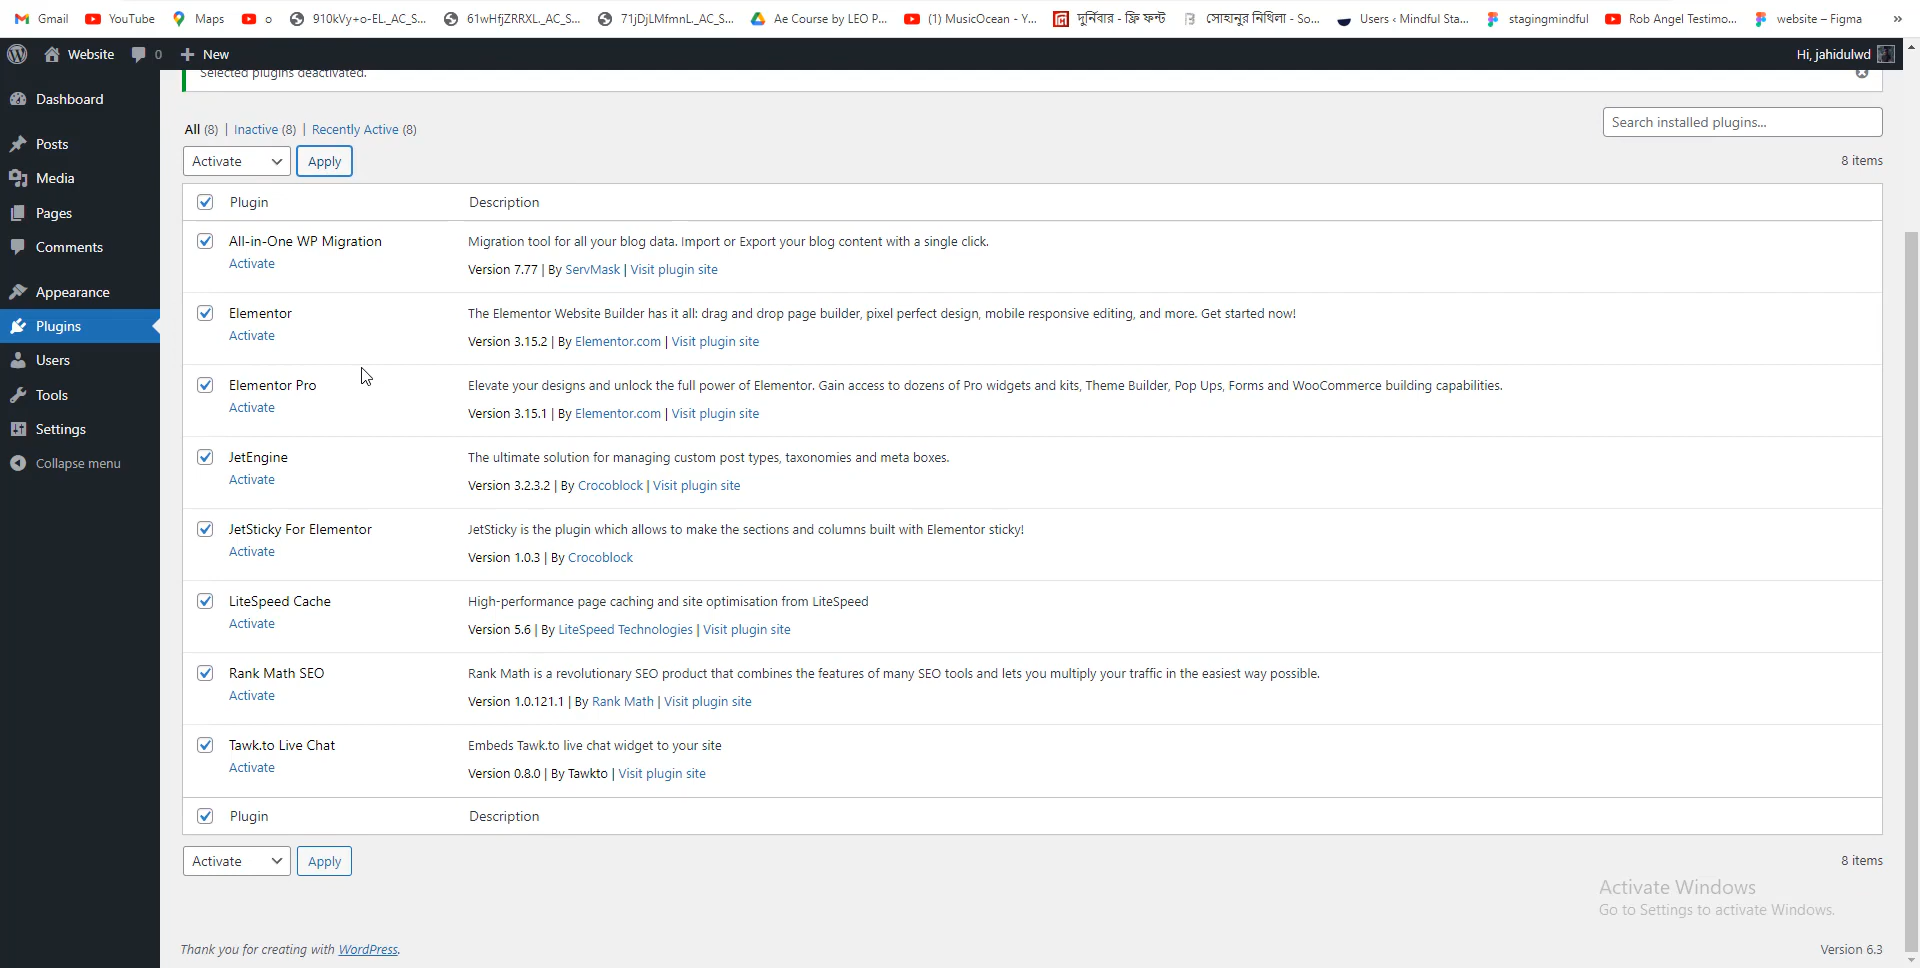 Gmail YouTube Maps o 910kVy+o-EL._AC_S... 61wHfjZRRXL._AC_S... 71jDjLMfmnL._AC_S... Ae Course by LEO P... (1) MusicOcean - Y... দুর্নিবার - ফ্রি ফন্ট সোহানুর নিথিলা - So... Users ‹ Mindful Sta... stagingmindful Rob Angel Testimo... website – Figma »
Website 0 New Hi, jahidulwd
Selected plugins deactivated.
Dashboard
Posts
Media
Pages
Comments
Appearance
Plugins
Users
Tools
Settings
Collapse menu
All (8) | Inactive (8) | Recently Active (8)
Search installed plugins...
Activate Apply 8 items
Plugin Description
All-in-One WP Migration Migration tool for all your blog data. Import or Export your blog content with a single click.
Activate Version 7.77 | By ServMask | Visit plugin site
Elementor The Elementor Website Builder has it all: drag and drop page builder, pixel perfect design, mobile responsive editing, and more. Get started now!
Activate Version 3.15.2 | By Elementor.com | Visit plugin site
Elementor Pro Elevate your designs and unlock the full power of Elementor. Gain access to dozens of Pro widgets and kits, Theme Builder, Pop Ups, Forms and WooCommerce building capabilities.
Activate Version 3.15.1 | By Elementor.com | Visit plugin site
JetEngine The ultimate solution for managing custom post types, taxonomies and meta boxes.
Activate Version 3.2.3.2 | By Crocoblock | Visit plugin site
JetSticky For Elementor JetSticky is the plugin which allows to make the sections and columns built with Elementor sticky!
Activate Version 1.0.3 | By Crocoblock
LiteSpeed Cache High-performance page caching and site optimisation from LiteSpeed
Activate Version 5.6 | By LiteSpeed Technologies | Visit plugin site
Rank Math SEO Rank Math is a revolutionary SEO product that combines the features of many SEO tools and lets you multiply your traffic in the easiest way possible.
Activate Version 1.0.121.1 | By Rank Math | Visit plugin site
Tawk.to Live Chat Embeds Tawk.to live chat widget to your site
Activate Version 0.8.0 | By Tawkto | Visit plugin site
Plugin Description
Activate Apply 8 items
Activate Windows
Go to Settings to activate Windows.
Thank you for creating with WordPress. Version 6.3